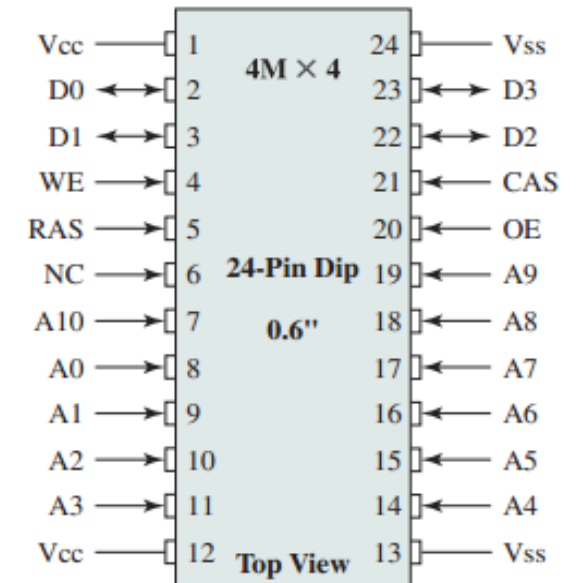 Vcc 1 24 Vss
4M × 4
D0 2 23 D3
D1 3 22 D2
WE 4 21 CAS
RAS 5 20 OE
NC 6 24-Pin Dip 19 A9
A10 7 0.6" 18 A8
A0 8 17 A7
A1 9 16 A6
A2 10 15 A5
A3 11 14 A4
Vcc 12 Top View 13 Vss